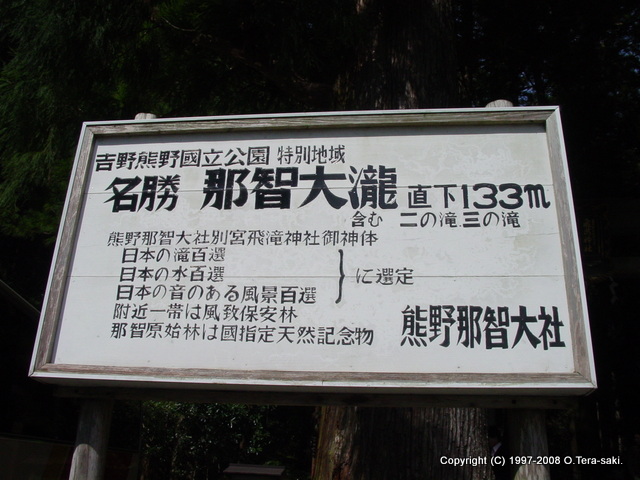 吉野熊野國立公園 特別地域
名勝 那智大瀧 直下133m
含む 二の滝.三の滝
熊野那智大社別宮飛滝神社御神体
日本の滝百選
日本の水百選 に選定
日本の音のある風景百選
附近一帯は風致保安林
那智原始林は國指定天然記念物
熊野那智大社
Copyright (C) 1997-2008 O.Tera-saki.